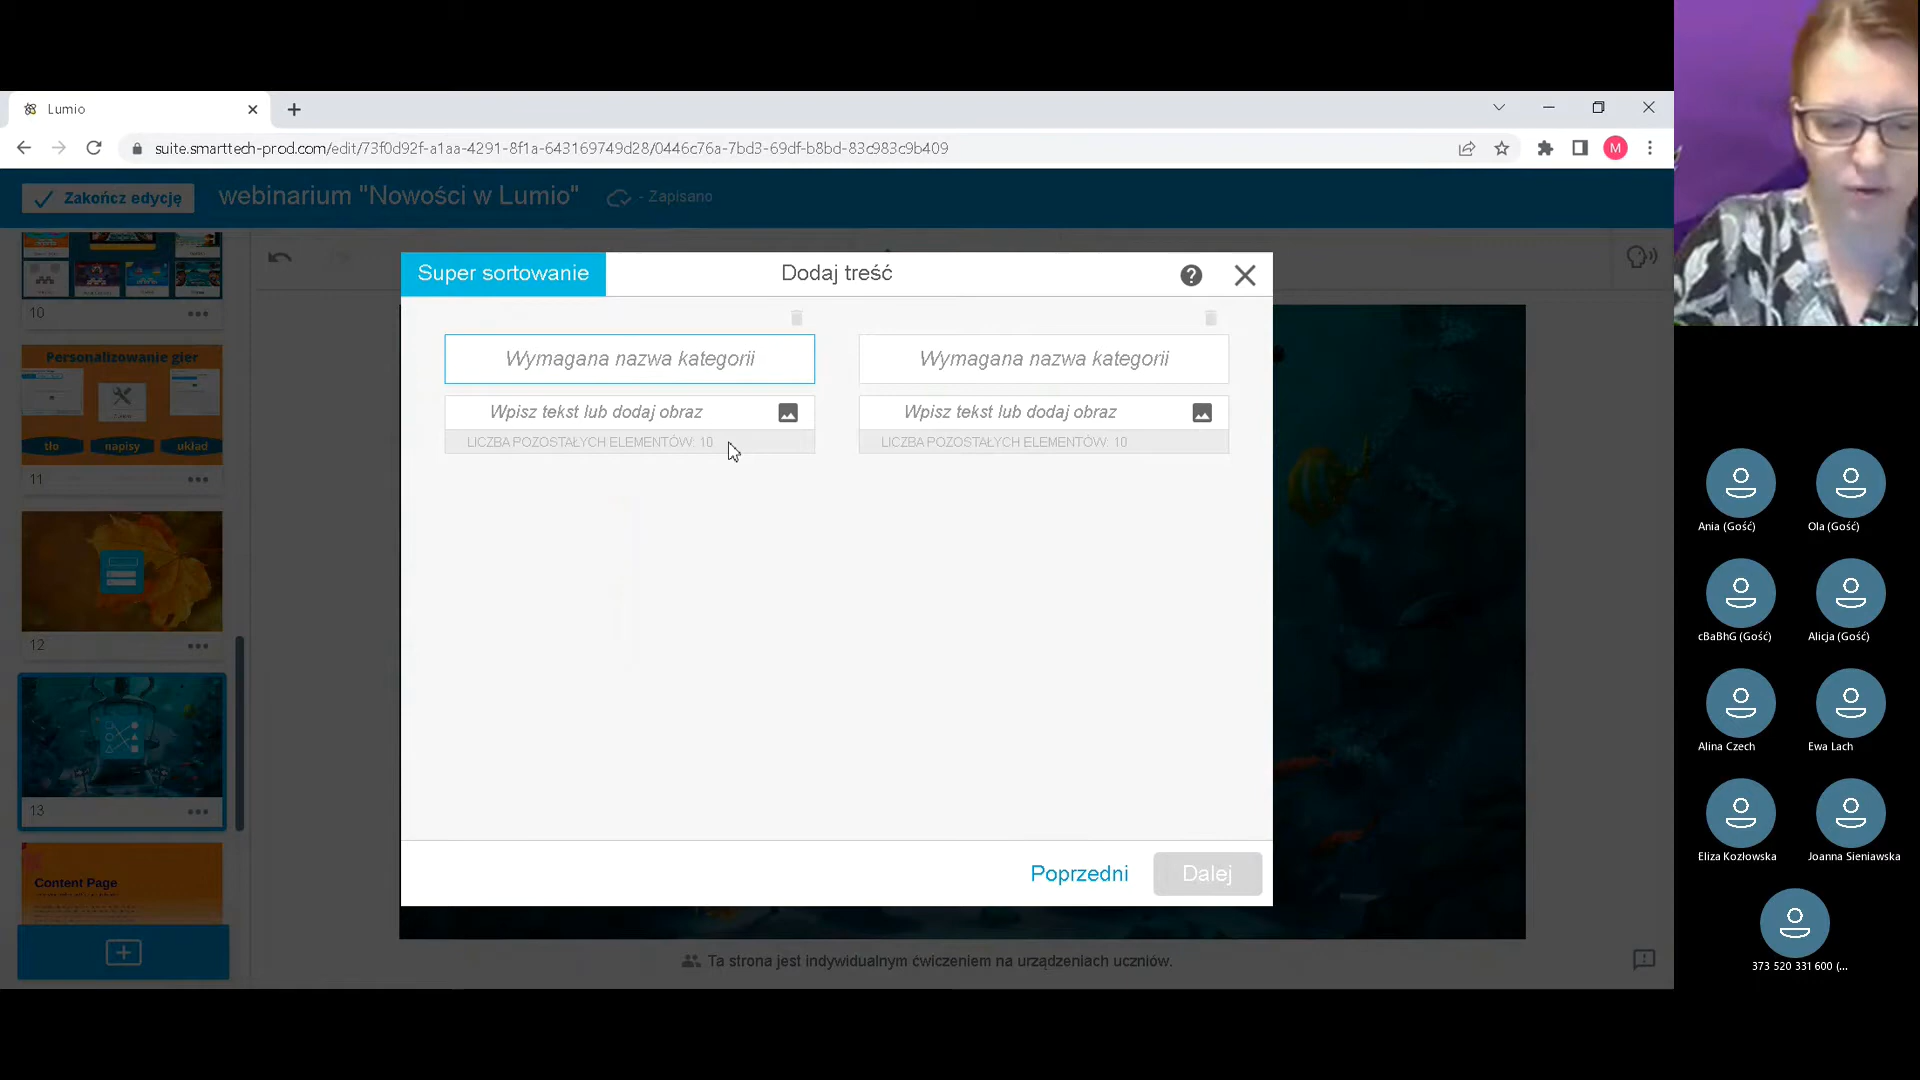 Lumio
suite.smarttech-prod.com/edit/73f0d92f-a1aa-4291-8f1a-643169749d28/0446c76a-7bd3-69df-b8bd-83c983c9b409
M
Zakończ edycję
webinarium "Nowości w Lumio"
- Zapisano
Super sortowanie
Dodaj treść
Wymagana nazwa kategorii
Wymagana nazwa kategorii
Wpisz tekst lub dodaj obraz
Wpisz tekst lub dodaj obraz
LICZBA POZOSTAŁYCH ELEMENTÓW: 10
LICZBA POZOSTAŁYCH ELEMENTÓW: 10
Poprzedni
Dalej
10
Personalizowanie gier
tło
napisy
układ
11
12
13
Content Page
Ta strona jest indywidualnym ćwiczeniem na urządzeniach uczniów.
Ania (Gość)
Ola (Gość)
cBaBhG (Gość)
Alicja (Gość)
Alina Czech
Ewa Lach
Eliza Kozłowska
Joanna Sieniawska
373 520 331 600 (...